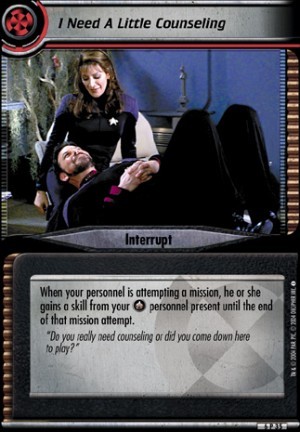 I Need A Little Counseling
Interrupt
When your personnel is attempting a mission, he or she
gains a skill from your personnel present until the end
of that mission attempt.
"Do you really need counseling or did you come down here
to play?"